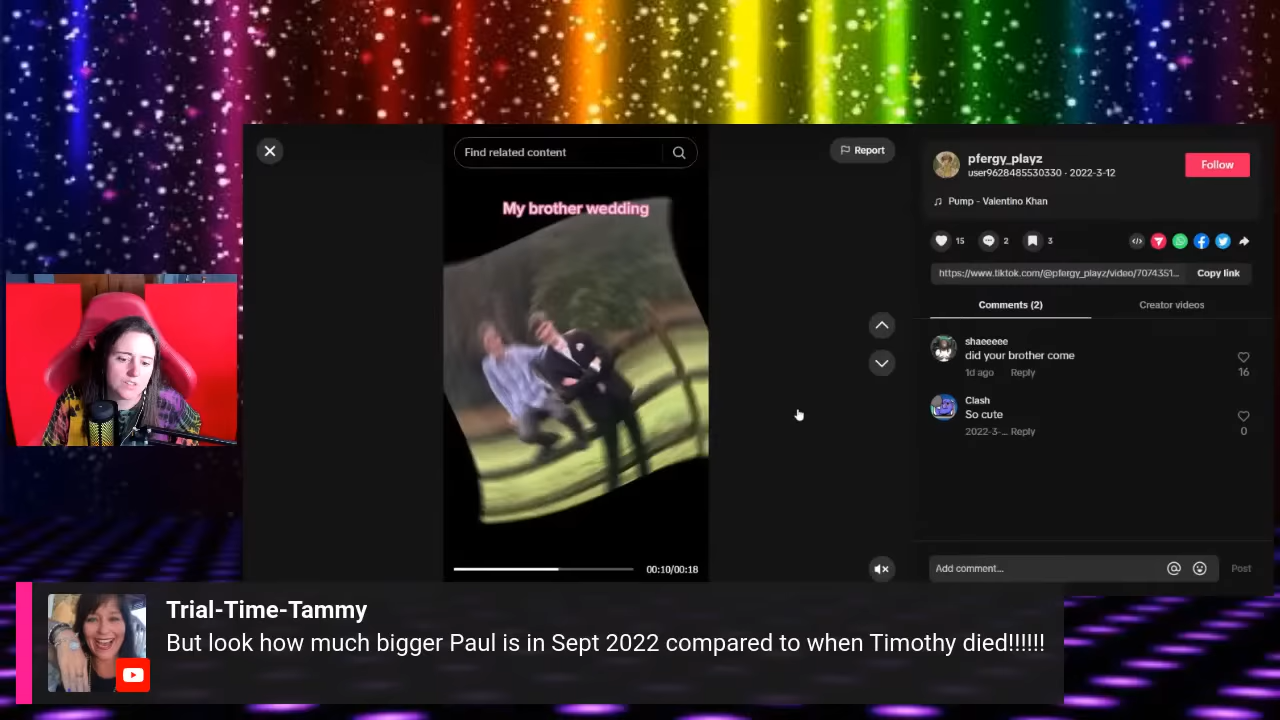 Find related content
Report
My brother wedding
00:10/00:18
pfergy_playz
user9628485530330 · 2022-3-12
Follow
Pump - Valentino Khan
15
2
3
https://www.tiktok.com/@pfergy_playz/video/7074351...
Copy link
Comments (2)
Creator videos
shaeeeee
did your brother come
1d ago Reply
16
Clash
So cute
2022-3-... Reply
0
Add comment...
Post
Trial-Time-Tammy
But look how much bigger Paul is in Sept 2022 compared to when Timothy died!!!!!!